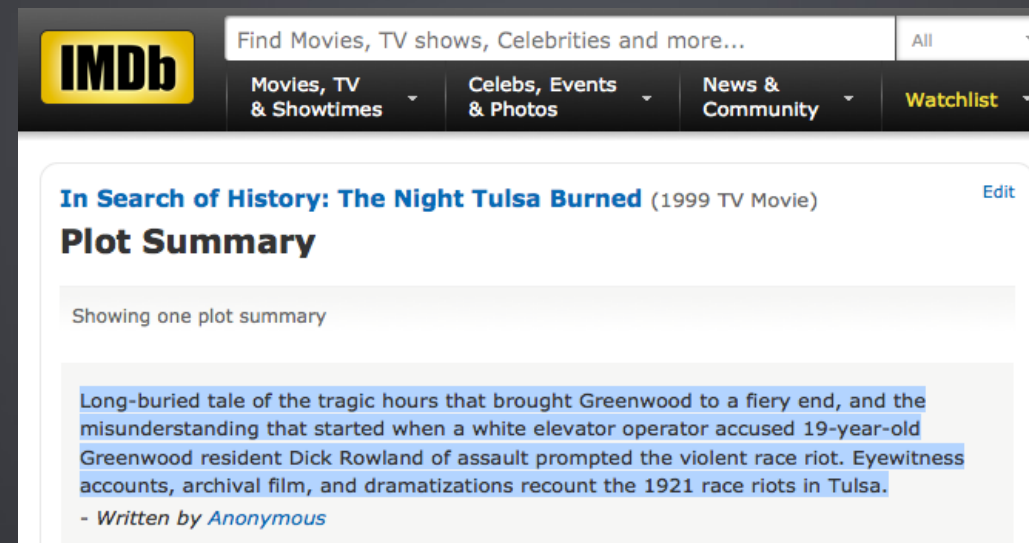 IMDb
Find Movies, TV shows, Celebrities and more...
All
Movies, TV
& Showtimes
Celebs, Events
& Photos
News &
Community
Watchlist
In Search of History: The Night Tulsa Burned (1999 TV Movie)
Edit
Plot Summary
Showing one plot summary
Long-buried tale of the tragic hours that brought Greenwood to a fiery end, and the
misunderstanding that started when a white elevator operator accused 19-year-old
Greenwood resident Dick Rowland of assault prompted the violent race riot. Eyewitness
accounts, archival film, and dramatizations recount the 1921 race riots in Tulsa.
- Written by Anonymous